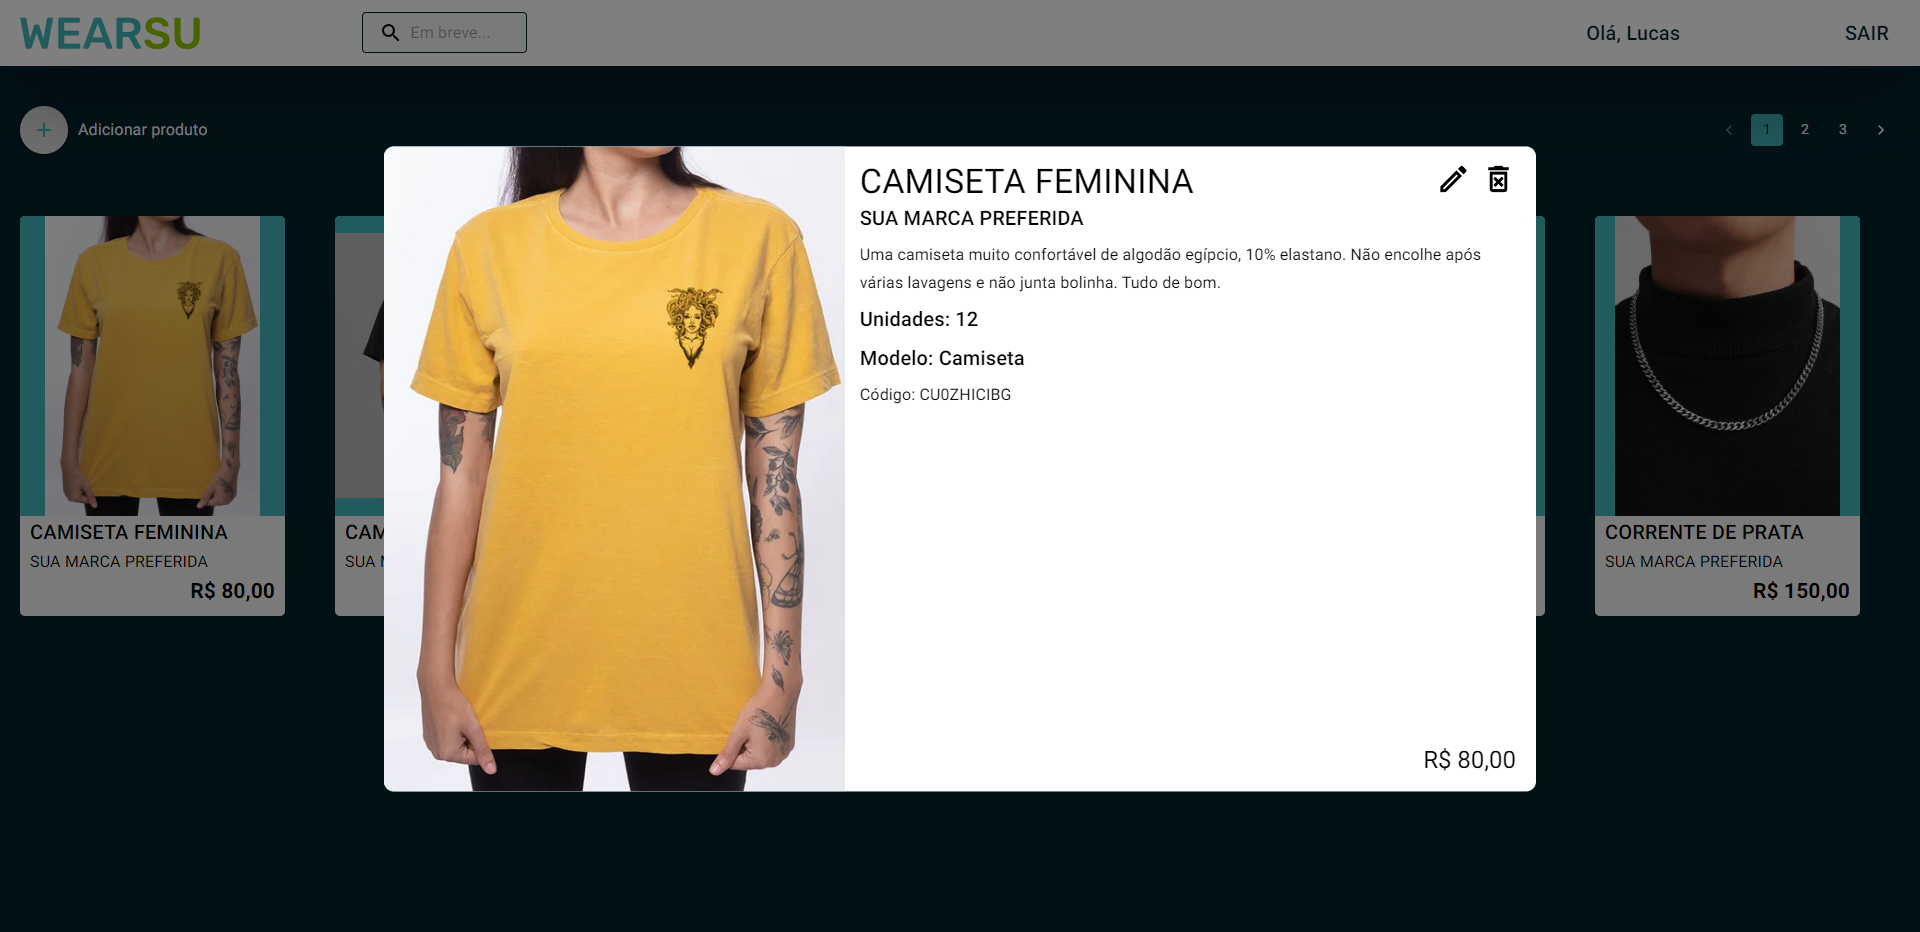 WEARSU
Em breve...
Olá, Lucas
SAIR
Adicionar produto
1 2 3
CAMISETA FEMININA
SUA MARCA PREFERIDA
Uma camiseta muito confortável de algodão egípcio, 10% elastano. Não encolhe após
várias lavagens e não junta bolinha. Tudo de bom.
Unidades: 12
Modelo: Camiseta
Código: CU0ZHICIBG
R$ 80,00
CAMISETA FEMININA
SUA MARCA PREFERIDA
R$ 80,00
CAM
SUA
CORRENTE DE PRATA
SUA MARCA PREFERIDA
R$ 150,00